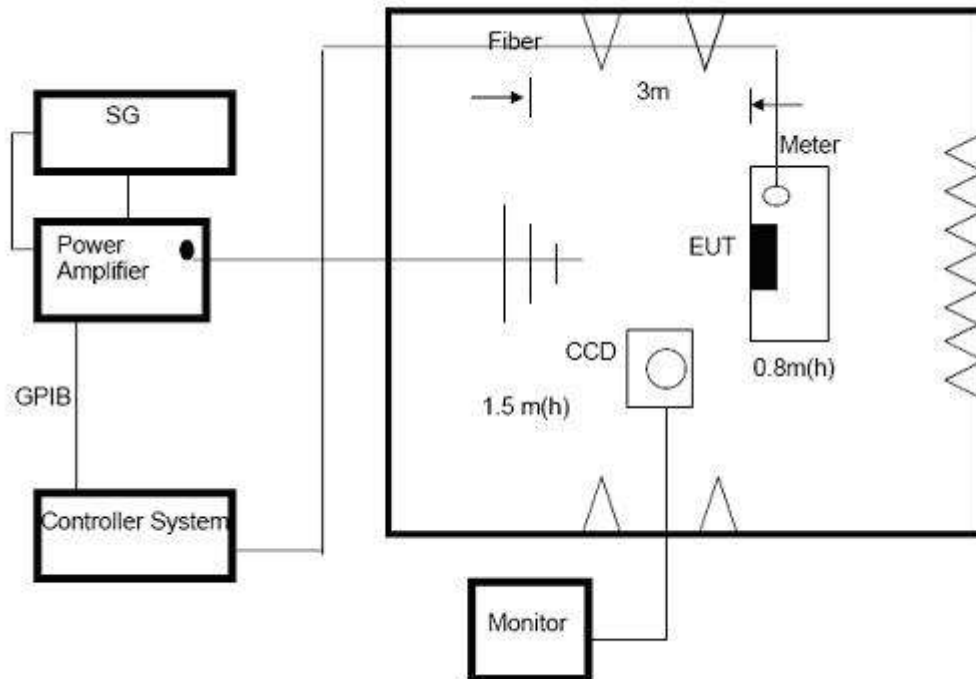 Fiber
3m
SG
Meter
Power
Amplifier
EUT
CCD
0.8m(h)
GPIB
1.5 m(h)
Controller System
Monitor